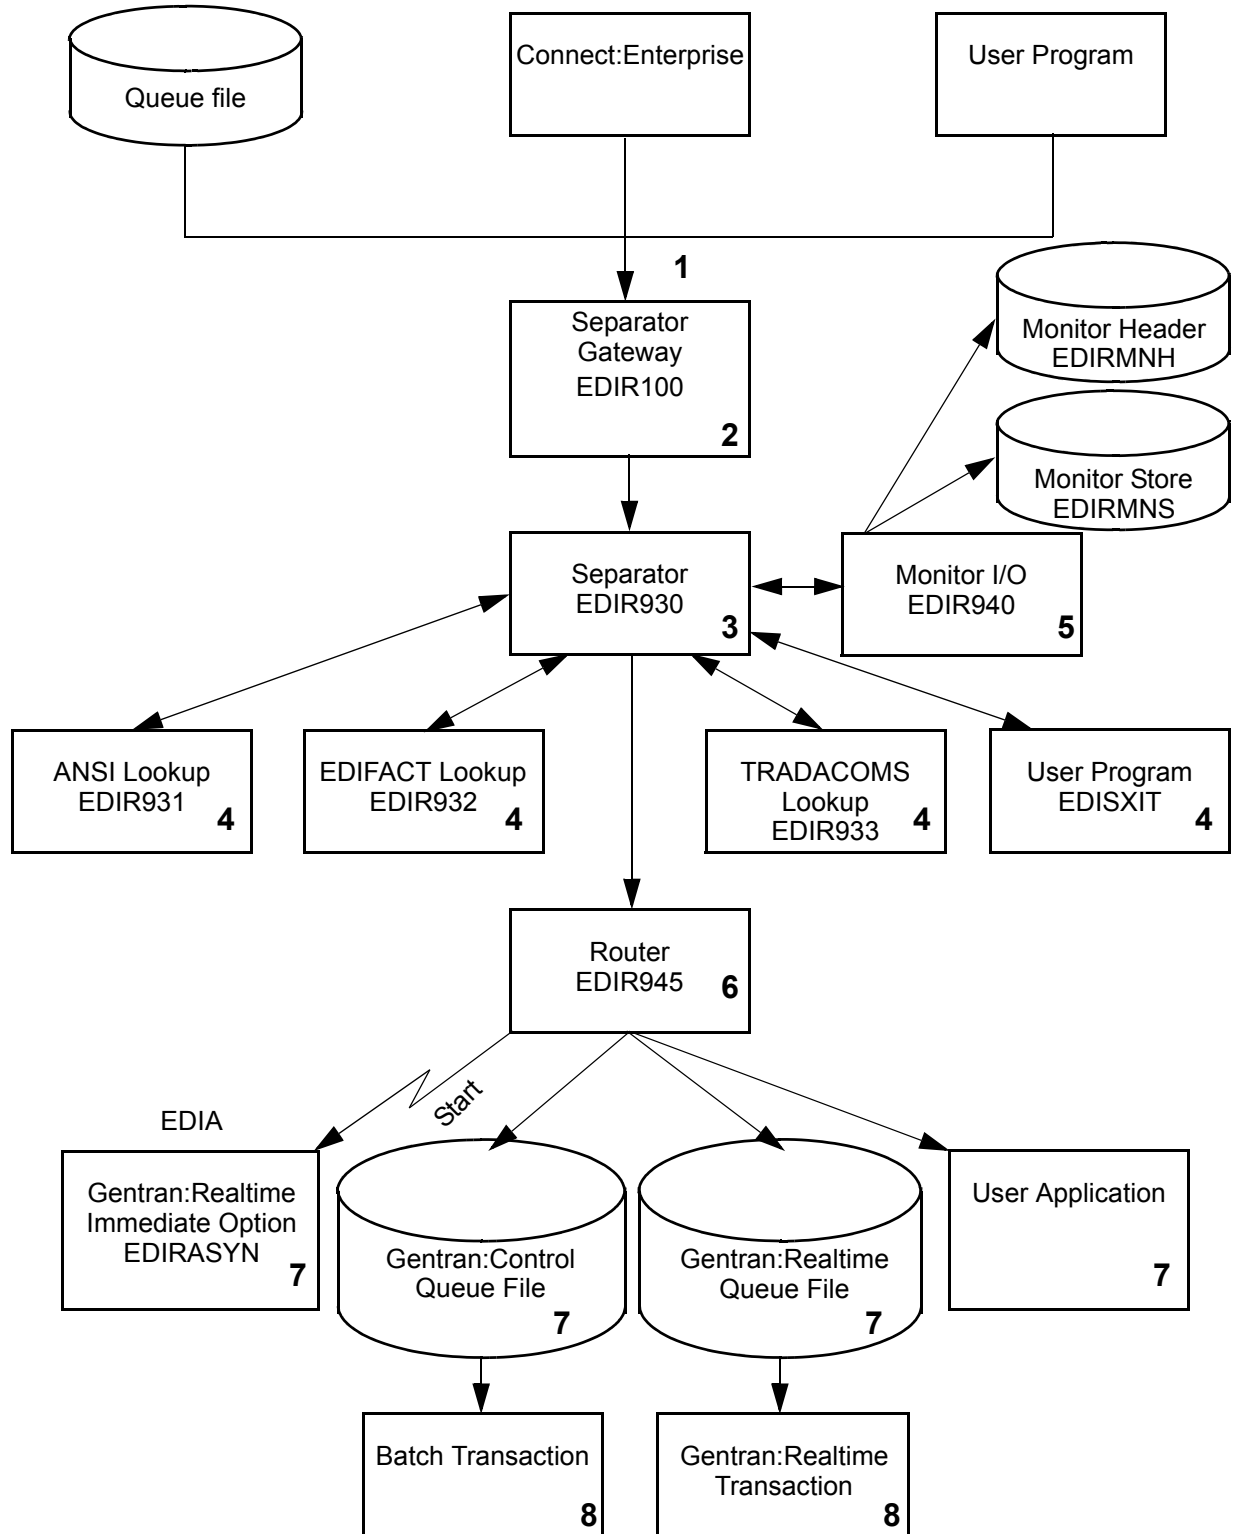 Queue file
Connect:Enterprise
User Program
1
Separator
Gateway
EDIR100
2
Monitor Header
EDIRMNH
Monitor Store
EDIRMNS
Separator
EDIR930
3
Monitor I/O
EDIR940
5
ANSI Lookup
EDIR931
4
EDIFACT Lookup
EDIR932
4
TRADACOMS
Lookup
EDIR933
4
User Program
EDISXIT
4
Router
EDIR945
6
Start
EDIA
Gentran:Realtime
Immediate Option
EDIRASYN
7
Gentran:Control
Queue File
7
Gentran:Realtime
Queue File
7
User Application
7
Batch Transaction
8
Gentran:Realtime
Transaction
8